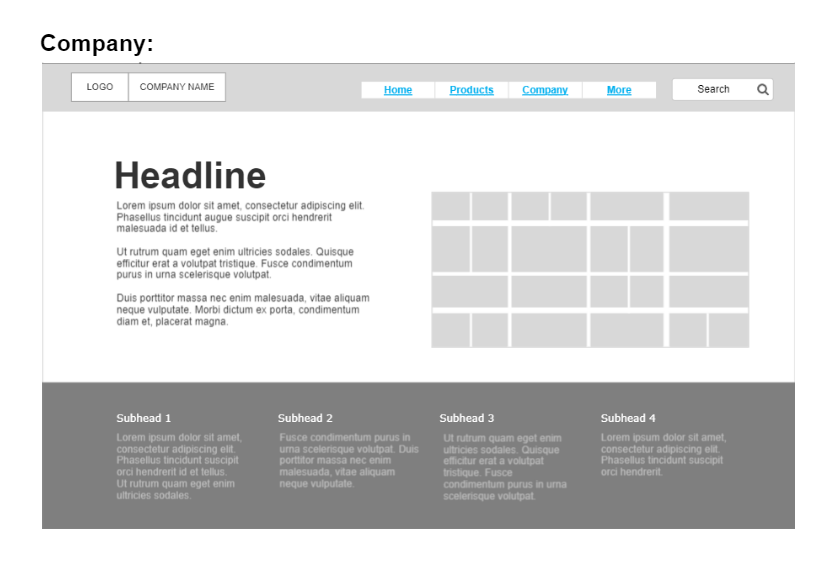 Company:
LOGO
COMPANY NAME
Home
Products
Company
More
Search
Headline
Lorem ipsum dolor sit amet, consectetur adipiscing elit.
Phasellus tincidunt augue suscipit orci hendrerit
malesuada id et tellus.
Ut rutrum quam eget enim ultricies sodales. Quisque
efficitur erat a volutpat tristique. Fusce condimentum
purus in urna scelerisque volutpat.
Duis porttitor massa nec enim malesuada, vitae aliquam
neque vulputate. Morbi dictum ex porta, condimentum
diam et, placerat magna.
Subhead 1
Lorem ipsum dolor sit amet,
consectetur adipiscing elit.
Phasellus tincidunt suscipit
orci hendrerit id et tellus.
Ut rutrum quam eget enim
ultricies sodales.
Subhead 2
Fusce condimentum purus in
urna scelerisque volutpat. Duis
porttitor massa nec enim
malesuada, vitae aliquam
neque vulputate.
Subhead 3
Ut rutrum quam eget enim
ultricies sodales. Quisque
efficitur erat a volutpat
tristique. Fusce
condimentum purus in urna
scelerisque volutpat.
Subhead 4
Lorem ipsum dolor sit amet,
consectetur adipiscing elit.
Phasellus tincidunt suscipit
orci hendrerit.